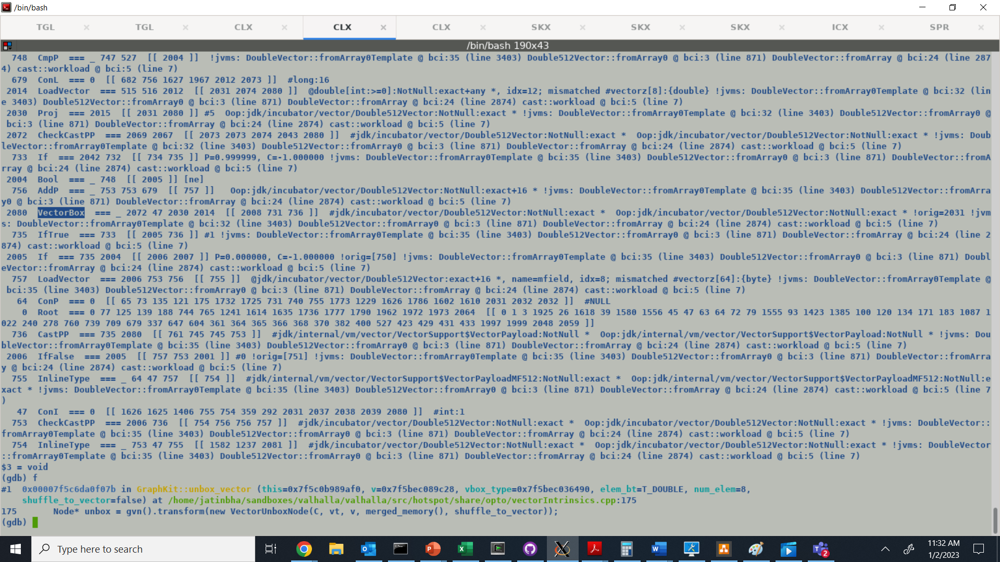 /bin/bash
TGL × TGL × CLX × CLX × CLX × SKX × SKX × SKX × ICX × SPR ×
/bin/bash 190x43
  748  CmpP  === _ 747 527  [[ 2004 ]]  !jvms: DoubleVector::fromArray0Template @ bci:35 (line 3403) Double512Vector::fromArray0 @ bci:3 (line 871) DoubleVector::fromArray @ bci:24 (line 287
4) cast::workload @ bci:5 (line 7)
  679  ConL  === 0  [[ 682 756 1627 1967 2012 2073 ]]  #long:16
 2014  LoadVector  === 515 516 2012  [[ 2031 2074 2080 ]]  @double[int:>=0]:NotNull:exact+any *, idx=12; mismatched #vectorz[8]:{double} !jvms: DoubleVector::fromArray0Template @ bci:32 (lin
e 3403) Double512Vector::fromArray0 @ bci:3 (line 871) DoubleVector::fromArray @ bci:24 (line 2874) cast::workload @ bci:5 (line 7)
 2030  Proj  === 2015  [[ 2031 2080 ]] #5  Oop:jdk/incubator/vector/Double512Vector:NotNull:exact * !jvms: DoubleVector::fromArray0Template @ bci:32 (line 3403) Double512Vector::fromArray0 @
 bci:3 (line 871) DoubleVector::fromArray @ bci:24 (line 2874) cast::workload @ bci:5 (line 7)
 2072  CheckCastPP  === 2069 2067  [[ 2073 2073 2074 2043 2080 ]]  #jdk/incubator/vector/Double512Vector:NotNull:exact *  Oop:jdk/incubator/vector/Double512Vector:NotNull:exact * !jvms: Doub
leVector::fromArray0Template @ bci:32 (line 3403) Double512Vector::fromArray0 @ bci:3 (line 871) DoubleVector::fromArray @ bci:24 (line 2874) cast::workload @ bci:5 (line 7)
  733  If  === 2042 732  [[ 734 735 ]] P=0.999999, C=-1.000000 !jvms: DoubleVector::fromArray0Template @ bci:35 (line 3403) Double512Vector::fromArray0 @ bci:3 (line 871) DoubleVector::fromA
rray @ bci:24 (line 2874) cast::workload @ bci:5 (line 7)
 2004  Bool  === _ 748  [[ 2005 ]] [ne]
  756  AddP  === _ 753 753 679  [[ 757 ]]   Oop:jdk/incubator/vector/Double512Vector:NotNull:exact+16 * !jvms: DoubleVector::fromArray0Template @ bci:35 (line 3403) Double512Vector::fromArra
y0 @ bci:3 (line 871) DoubleVector::fromArray @ bci:24 (line 2874) cast::workload @ bci:5 (line 7)
 2080  VectorBox  === _ 2072 47 2030 2014  [[ 2008 731 736 ]]  #jdk/incubator/vector/Double512Vector:NotNull:exact *  Oop:jdk/incubator/vector/Double512Vector:NotNull:exact * !orig=2031 !jvm
s: DoubleVector::fromArray0Template @ bci:32 (line 3403) Double512Vector::fromArray0 @ bci:3 (line 871) DoubleVector::fromArray @ bci:24 (line 2874) cast::workload @ bci:5 (line 7)
  735  IfTrue  === 733  [[ 2005 736 ]] #1 !jvms: DoubleVector::fromArray0Template @ bci:35 (line 3403) Double512Vector::fromArray0 @ bci:3 (line 871) DoubleVector::fromArray @ bci:24 (line 2
874) cast::workload @ bci:5 (line 7)
 2005  If  === 735 2004  [[ 2006 2007 ]] P=0.000000, C=-1.000000 !orig=[750] !jvms: DoubleVector::fromArray0Template @ bci:35 (line 3403) Double512Vector::fromArray0 @ bci:3 (line 871) Doubl
eVector::fromArray @ bci:24 (line 2874) cast::workload @ bci:5 (line 7)
  757  LoadVector  === 2006 753 756  [[ 755 ]]  @jdk/incubator/vector/Double512Vector:exact+16 *, name=mfield, idx=8; mismatched #vectorz[64]:{byte} !jvms: DoubleVector::fromArray0Template @
 bci:35 (line 3403) Double512Vector::fromArray0 @ bci:3 (line 871) DoubleVector::fromArray @ bci:24 (line 2874) cast::workload @ bci:5 (line 7)
   64  ConP  === 0  [[ 65 73 135 121 175 1732 1725 731 740 755 1773 1229 1626 1786 1602 1610 2031 2032 2032 ]]  #NULL
    0  Root  === 0 77 125 139 188 744 765 1241 1614 1635 1736 1777 1790 1962 1972 1973 2064  [[ 0 1 3 1925 26 1618 39 1580 1556 45 47 63 64 72 79 1555 93 1423 1385 100 120 134 171 183 1087 1
022 240 278 760 739 709 679 337 647 604 361 364 365 366 368 370 382 400 527 423 429 431 433 1997 1999 2048 2059 ]]
  736  CastPP  === 735 2080  [[ 761 745 745 753 ]]  #jdk/internal/vm/vector/VectorSupport$VectorPayload:NotNull *  Oop:jdk/internal/vm/vector/VectorSupport$VectorPayload:NotNull * !jvms: Dou
bleVector::fromArray0Template @ bci:35 (line 3403) Double512Vector::fromArray0 @ bci:3 (line 871) DoubleVector::fromArray @ bci:24 (line 2874) cast::workload @ bci:5 (line 7)
 2006  IfFalse  === 2005  [[ 757 753 2001 ]] #0 !orig=[751] !jvms: DoubleVector::fromArray0Template @ bci:35 (line 3403) Double512Vector::fromArray0 @ bci:3 (line 871) DoubleVector::fromArra
y @ bci:24 (line 2874) cast::workload @ bci:5 (line 7)
  755  InlineType  === _ 64 47 757  [[ 754 ]]  #jdk/internal/vm/vector/VectorSupport$VectorPayloadMF512:NotNull:exact *  Oop:jdk/internal/vm/vector/VectorSupport$VectorPayloadMF512:NotNull:e
xact * !jvms: DoubleVector::fromArray0Template @ bci:35 (line 3403) Double512Vector::fromArray0 @ bci:3 (line 871) DoubleVector::fromArray @ bci:24 (line 2874) cast::workload @ bci:5 (line 7
)
   47  ConI  === 0  [[ 1626 1625 1406 755 754 359 292 2031 2037 2038 2039 2080 ]]  #int:1
  753  CheckCastPP  === 2006 736  [[ 754 756 756 757 ]]  #jdk/incubator/vector/Double512Vector:NotNull:exact *  Oop:jdk/incubator/vector/Double512Vector:NotNull:exact * !jvms: DoubleVector::
fromArray0Template @ bci:35 (line 3403) Double512Vector::fromArray0 @ bci:3 (line 871) DoubleVector::fromArray @ bci:24 (line 2874) cast::workload @ bci:5 (line 7)
  754  InlineType  === _ 753 47 755  [[ 1582 1237 2081 ]]  #jdk/incubator/vector/Double512Vector:NotNull:exact *  Oop:jdk/incubator/vector/Double512Vector:NotNull:exact * !jvms: DoubleVector
::fromArray0Template @ bci:35 (line 3403) Double512Vector::fromArray0 @ bci:3 (line 871) DoubleVector::fromArray @ bci:24 (line 2874) cast::workload @ bci:5 (line 7)
$3 = void
(gdb) f
#1  0x00007f5c6da0f07b in GraphKit::unbox_vector (this=0x7f5c0b989af0, v=0x7f5bec089c28, vbox_type=0x7f5bec036490, elem_bt=T_DOUBLE, num_elem=8,
    shuffle_to_vector=false) at /home/jatinbha/sandboxes/valhalla/valhalla/src/hotspot/share/opto/vectorIntrinsics.cpp:175
175       Node* unbox = gvn().transform(new VectorUnboxNode(C, vt, v, merged_memory(), shuffle_to_vector));
(gdb)
Type here to search
2
11:32 AM
1/2/2023